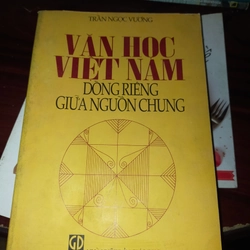 TRẦN NGỌC VƯƠNG
VĂN HỌC
VIỆT NAM
DÒNG RIÊNG
GIỮA NGUỒN CHUNG
GD